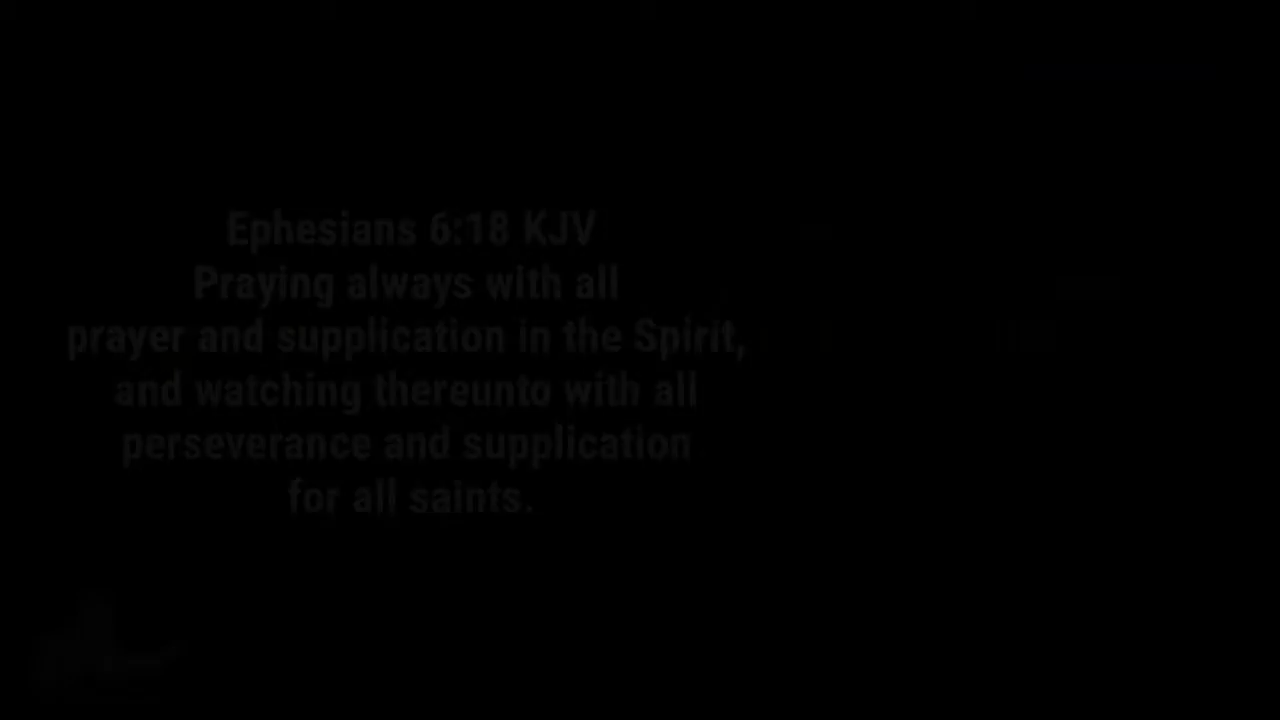 Ephesians 6:18 KJV
Praying always with all
prayer and supplication in the Spirit,
and watching thereunto with all
perseverance and supplication
for all saints.